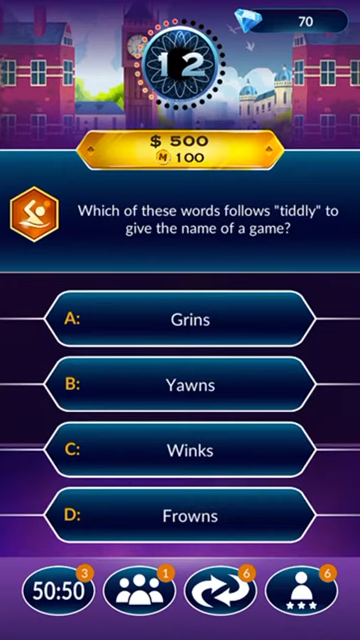 70
12
$ 500
M 100
Which of these words follows "tiddly" to
give the name of a game?
A: Grins
B: Yawns
C: Winks
D: Frowns
3
1
6
6
50:50